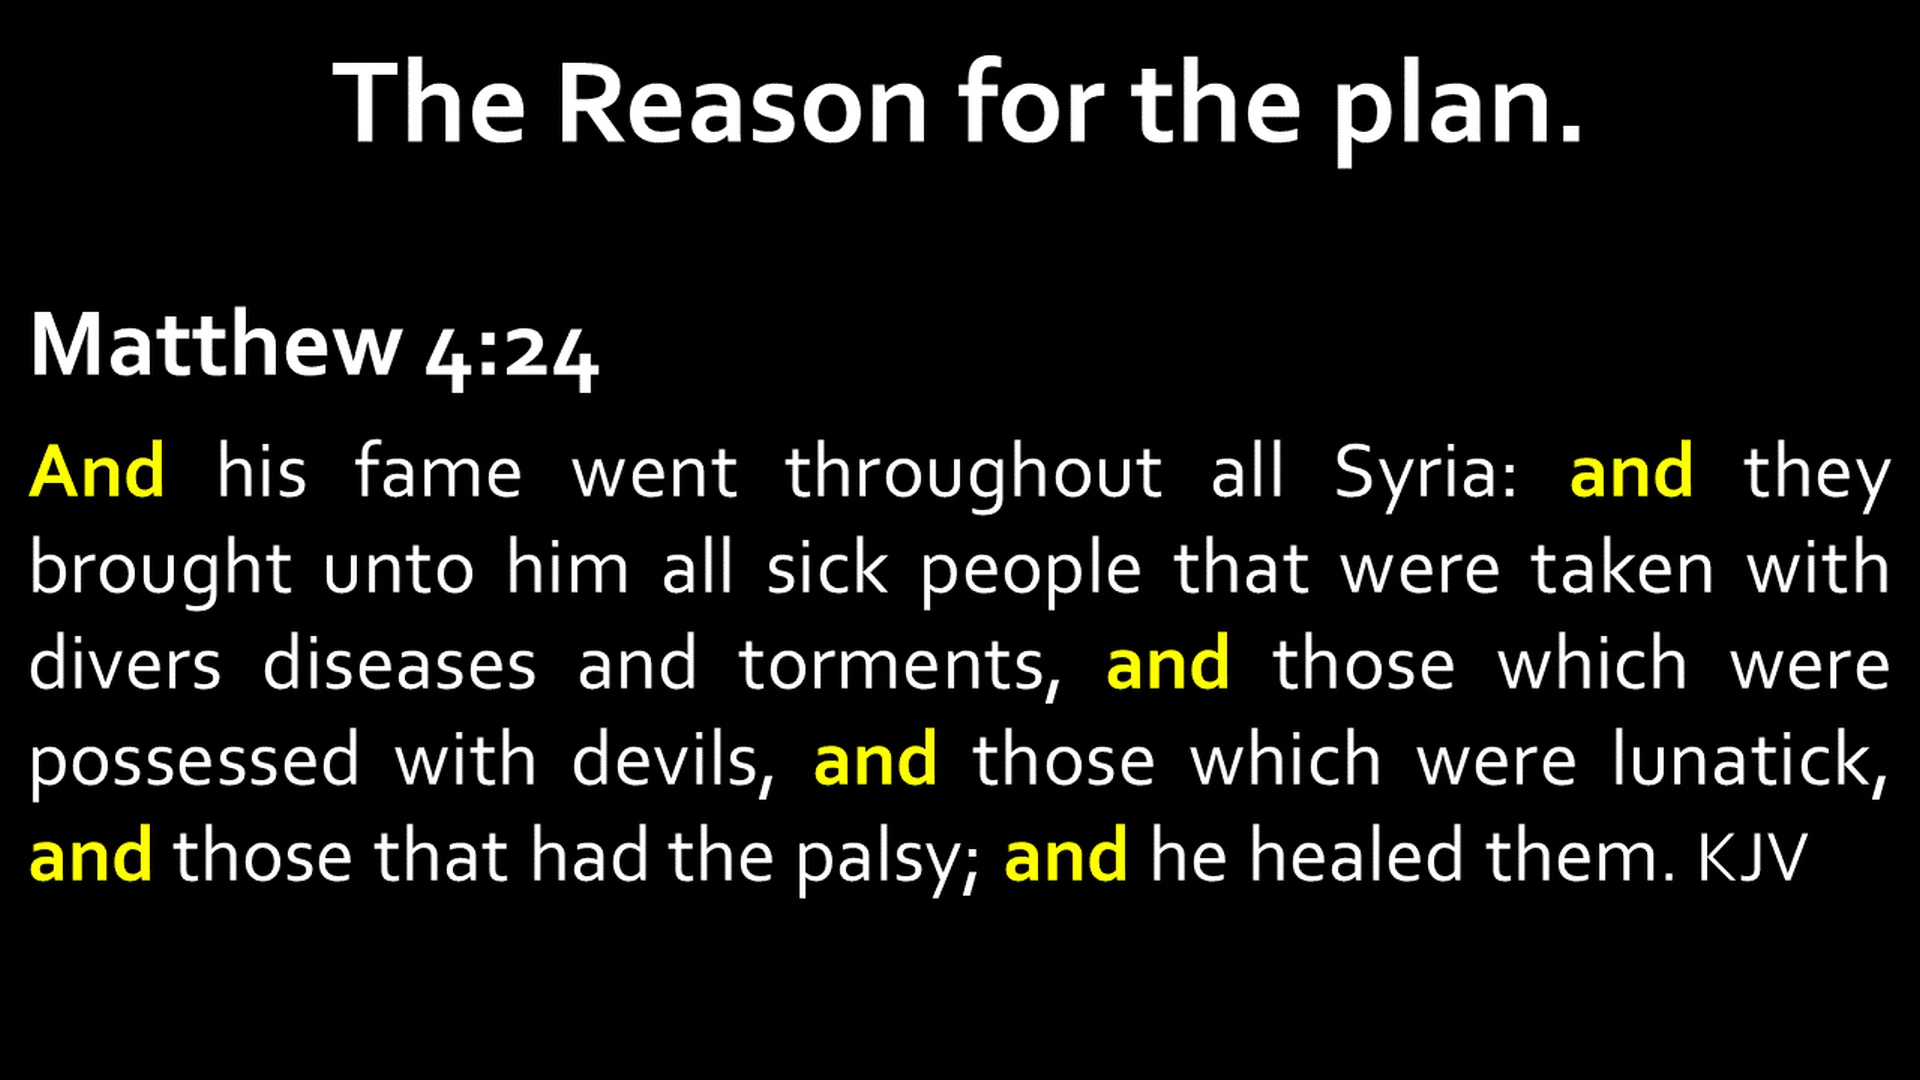 The Reason for the plan.
Matthew 4:24
And his fame went throughout all Syria: and they
brought unto him all sick people that were taken with
divers diseases and torments, and those which were
possessed with devils, and those which were lunatick,
and those that had the palsy; and he healed them. KJV